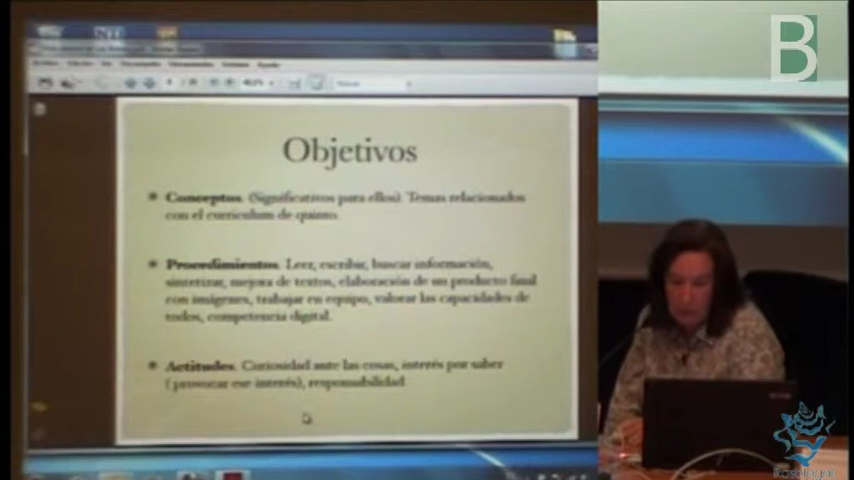 B
Objetivos
Conceptos. (Significativos para ellos). Temas relacionados
con el curriculum de quinto.
Procedimientos. Leer, escribir, buscar información,
sintetizar, mejora de textos, elaboración de un producto final
con imágenes, trabajar en equipo, valorar las capacidades de
todos, competencia digital.
Actitudes. Curiosidad ante las cosas, interés por saber
( provocar ese interés), responsabilidad